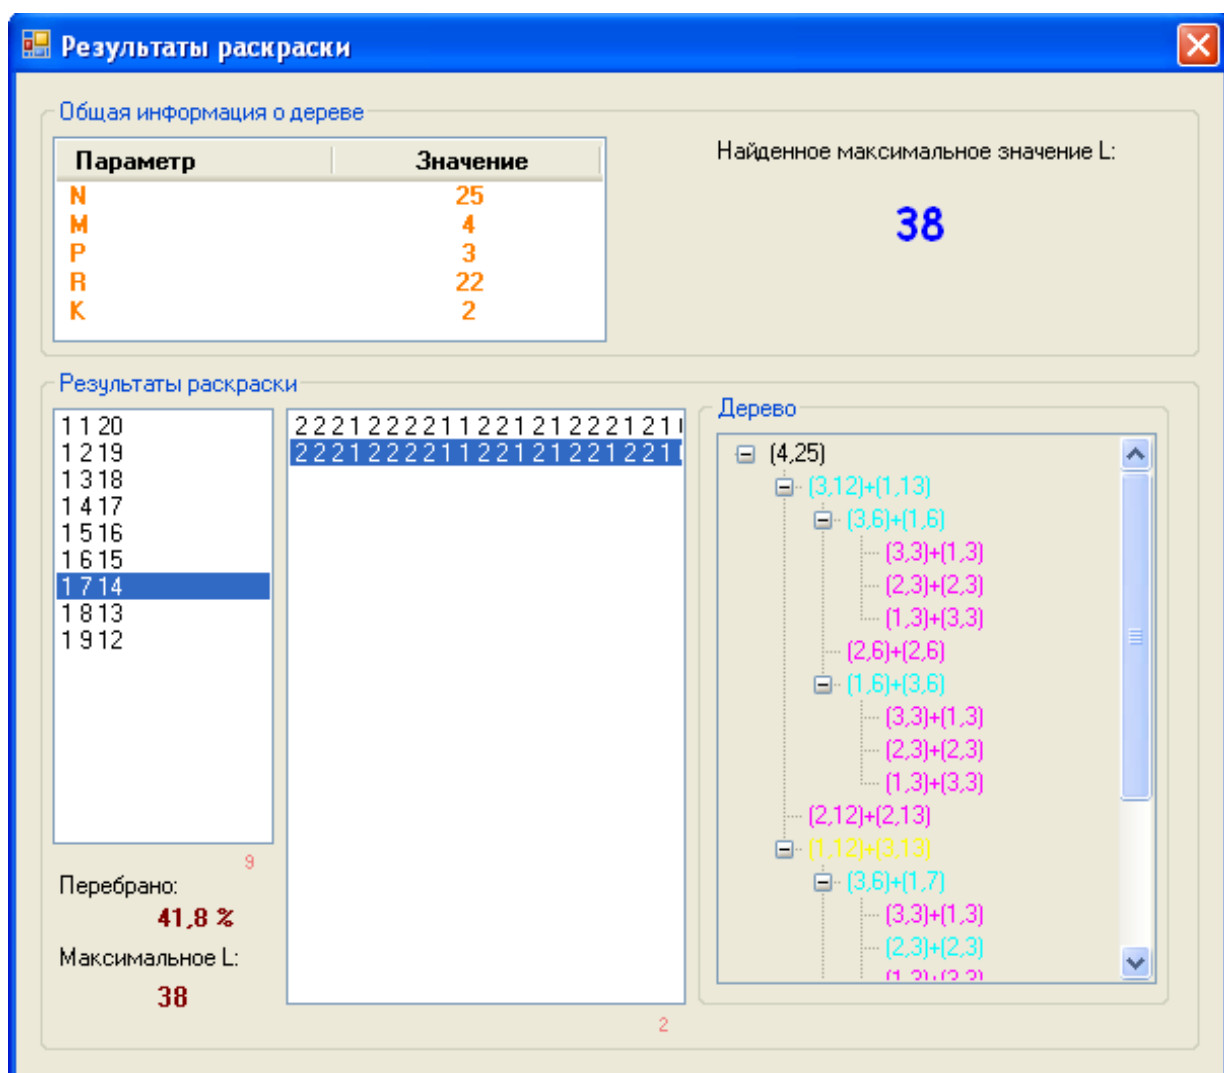 Результаты раскраски
Общая информация о дереве
Параметр Значение
N 25
M 4
P 3
R 22
K 2
Найденное максимальное значение L:
38
Результаты раскраски
1 1 20
1 2 19
1 3 18
1 4 17
1 5 16
1 6 15
1 7 14
1 8 13
1 9 12
9
Перебрано:
41,8 %
Максимальное L:
38
2 2 2 1 2 2 2 2 1 1 2 2 1 2 1 2 2 2 1 2 1
2 2 2 1 2 2 2 2 1 1 2 2 1 2 1 2 2 1 2 2 1
2
Дерево
(4,25)
(3,12)+(1,13)
(3,6)+(1,6)
(3,3)+(1,3)
(2,3)+(2,3)
(1,3)+(3,3)
(2,6)+(2,6)
(1,6)+(3,6)
(3,3)+(1,3)
(2,3)+(2,3)
(1,3)+(3,3)
(2,12)+(2,13)
(1,12)+(3,13)
(3,6)+(1,7)
(3,3)+(1,3)
(2,3)+(2,3)